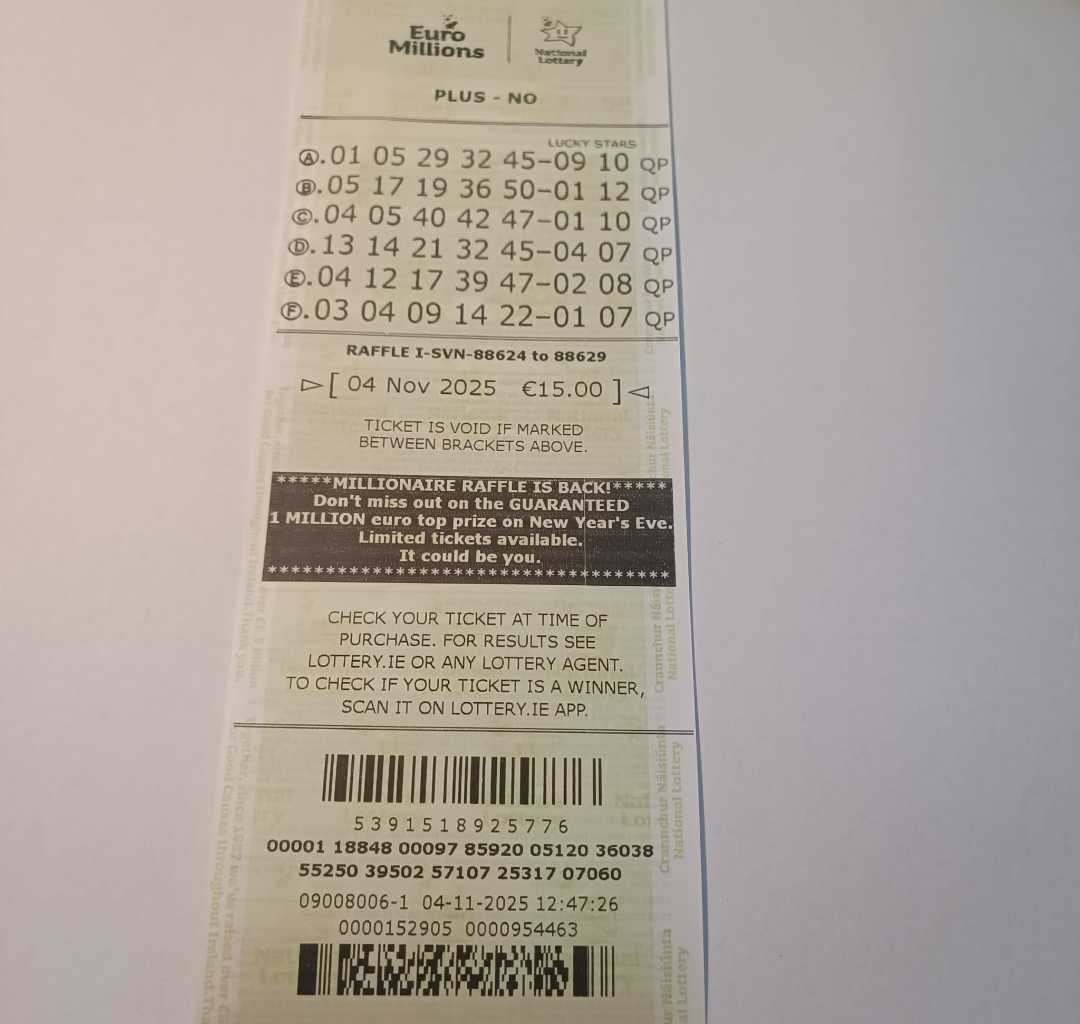 Euro
Millions
National
Lottery
PLUS - NO
LUCKY STARS
A.01 05 29 32 45-09 10 QP
B.05 17 19 36 50-01 12 QP
C.04 05 40 42 47-01 10 QP
D.13 14 21 32 45-04 07 QP
E.04 12 17 39 47-02 08 QP
F.03 04 09 14 22-01 07 QP
RAFFLE I-SVN-88624 to 88629
[ 04 Nov 2025 €15.00 ]
TICKET IS VOID IF MARKED
BETWEEN BRACKETS ABOVE.
*****MILLIONAIRE RAFFLE IS BACK!*****
Don't miss out on the GUARANTEED
1 MILLION euro top prize on New Year's Eve.
Limited tickets available.
It could be you.
***********************************
CHECK YOUR TICKET AT TIME OF
PURCHASE. FOR RESULTS SEE
LOTTERY.IE OR ANY LOTTERY AGENT.
TO CHECK IF YOUR TICKET IS A WINNER,
SCAN IT ON LOTTERY.IE APP.
5391518925776
00001 18848 00097 85920 05120 36038
55250 39502 57107 25317 07060
09008006-1 04-11-2025 12:47:26
0000152905 0000954463
Crannchur Náisiúnta
National Lottery